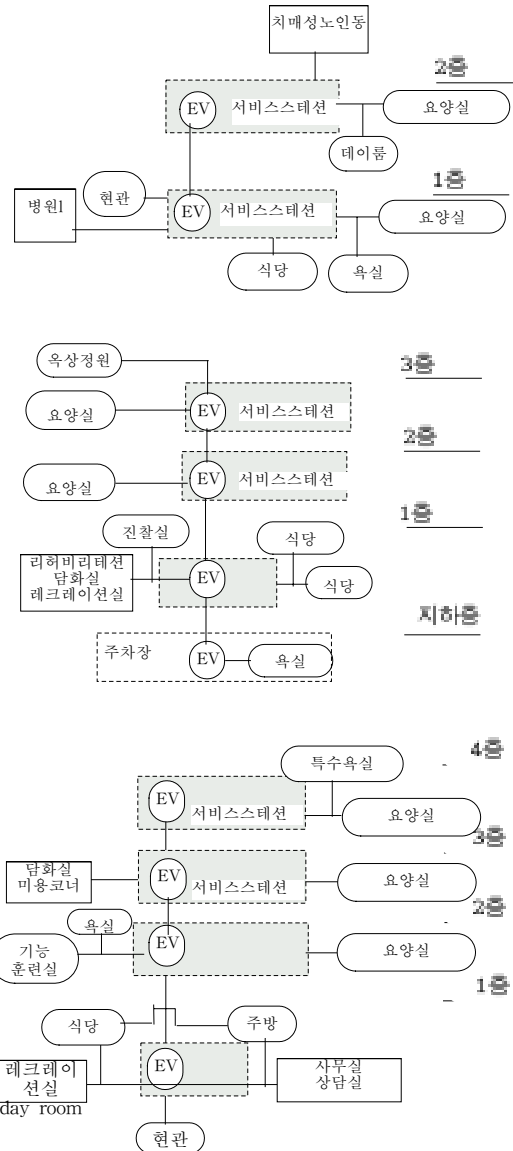 치매성노인동
2층
EV 서비스스테션 요양실
데이룸
1층
병원1 현관 EV 서비스스테션 요양실
식당 욕실
옥상정원 3층
요양실 EV 서비스스테션
2층
요양실 EV 서비스스테션
1층
진찰실 식당
리허비리테션
담화실
레크레이션실
EV 식당
지하층
주차장 EV 욕실
4층
특수욕실
EV 서비스스테션 요양실
3층
담화실
미용코너
EV 서비스스테션 요양실
2층
욕실
기능
훈련실
EV 요양실
1층
식당 주방
레크레이
션실
day room
EV
사무실
상담실
현관